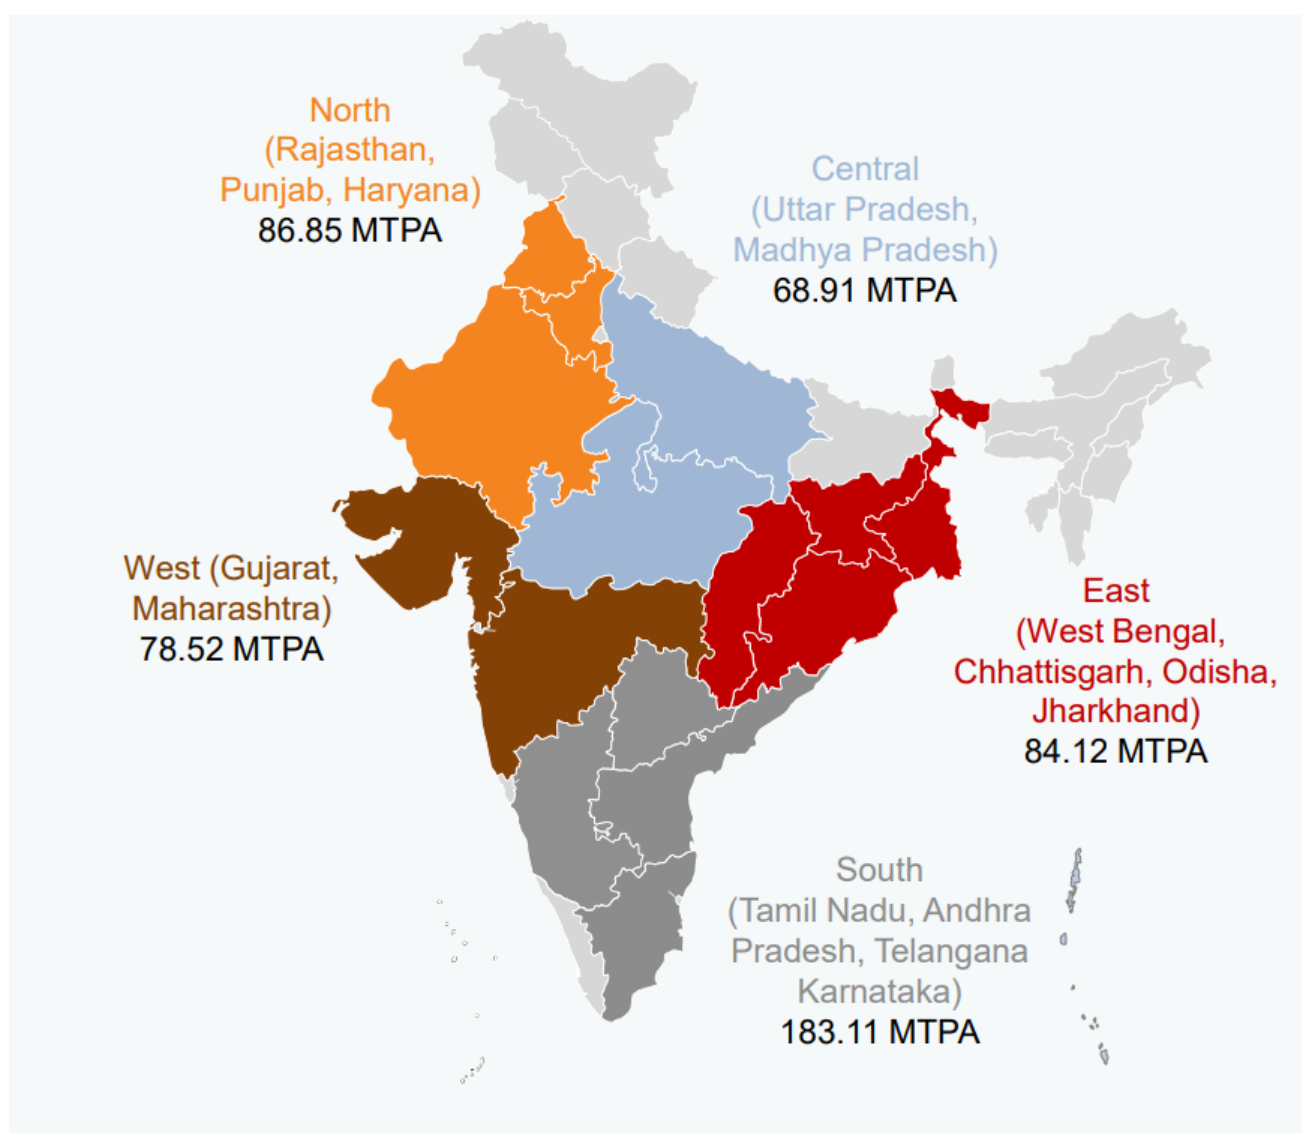 North
(Rajasthan,
Punjab, Haryana)
86.85 MTPA
Central
(Uttar Pradesh,
Madhya Pradesh)
68.91 MTPA
West (Gujarat,
Maharashtra)
78.52 MTPA
East
(West Bengal,
Chhattisgarh, Odisha,
Jharkhand)
84.12 MTPA
South
(Tamil Nadu, Andhra
Pradesh, Telangana
Karnataka)
183.11 MTPA